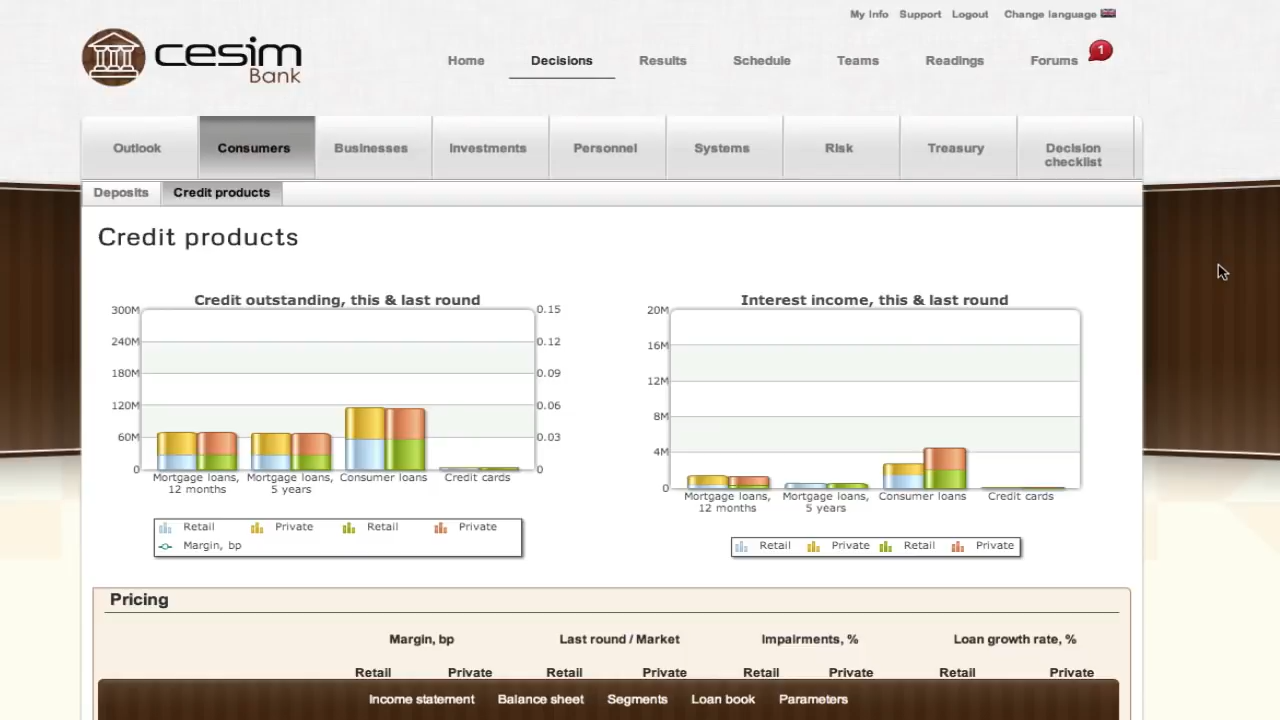 My Info Support Logout Change language
cesim
Bank
Home Decisions Results Schedule Teams Readings Forums 1
Outlook Consumers Businesses Investments Personnel Systems Risk Treasury Decision checklist
Deposits Credit products
Credit products
Credit outstanding, this & last round
300M 0.15
240M 0.12
180M 0.09
120M 0.06
60M 0.03
0 0
Mortgage loans, 12 months Mortgage loans, 5 years Consumer loans Credit cards
Retail Private Retail Private
Margin, bp
Interest income, this & last round
20M
16M
12M
8M
4M
0
Mortgage loans, 12 months Mortgage loans, 5 years Consumer loans Credit cards
Retail Private Retail Private
Pricing
Margin, bp Last round / Market Impairments, % Loan growth rate, %
Retail Private Retail Private Retail Private Retail Private
Income statement Balance sheet Segments Loan book Parameters